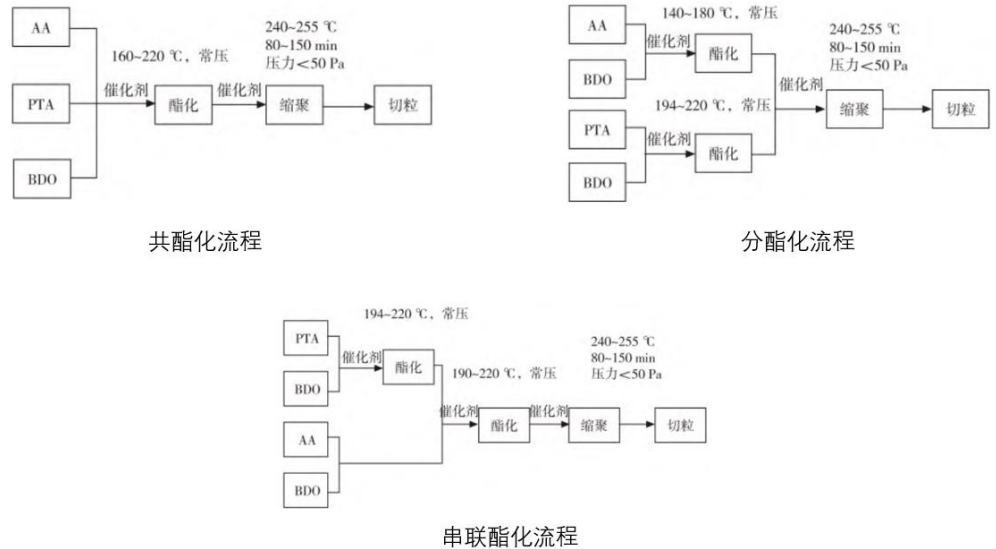 AA
PTA
BDO
160~220 ℃，常压
催化剂
酯化
催化剂
240~255 ℃
80~150 min
压力＜50 Pa
缩聚
切粒
共酯化流程
AA
BDO
140~180 ℃，常压
催化剂
酯化
PTA
BDO
194~220 ℃，常压
催化剂
酯化
催化剂
240~255 ℃
80~150 min
压力＜50 Pa
缩聚
切粒
分酯化流程
194~220 ℃，常压
PTA
BDO
催化剂
酯化
AA
BDO
190~220 ℃，常压
催化剂
酯化
催化剂
240~255 ℃
80~150 min
压力＜50 Pa
缩聚
切粒
串联酯化流程